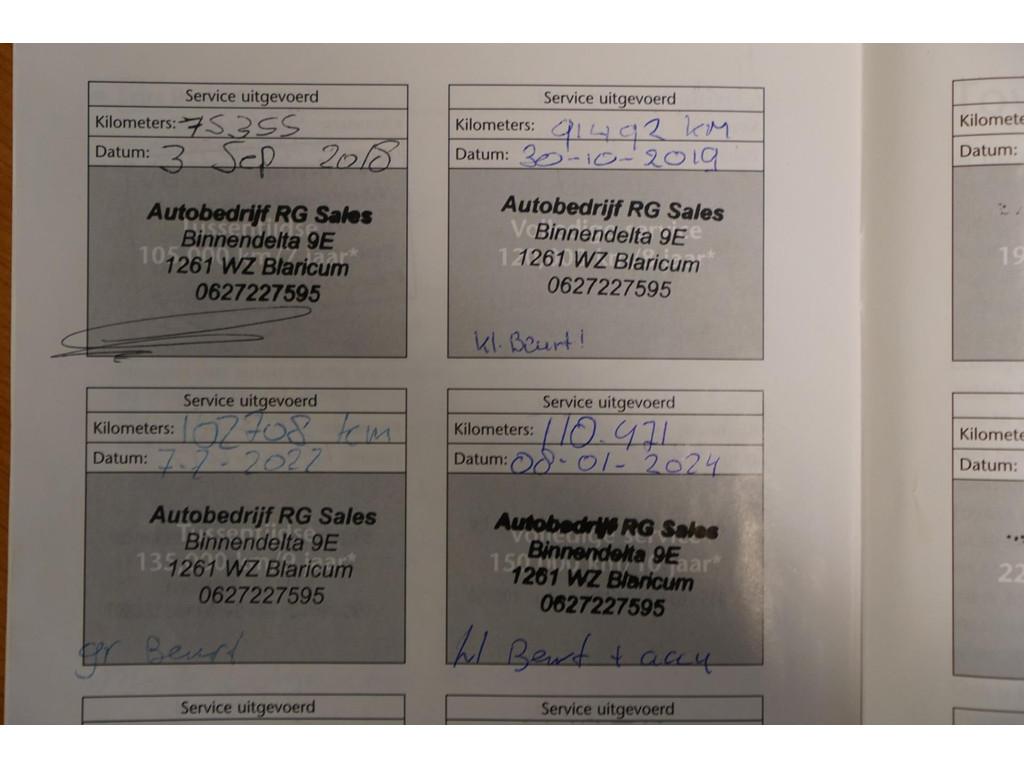 Service uitgevoerd
Kilometers: 75355
Datum: 3 Sep 2018
Autobedrijf RG Sales
Binnendelta 9E
1261 WZ Blaricum
0627227595
Service uitgevoerd
Kilometers: 91492 km
Datum: 30-10-2019
Autobedrijf RG Sales
Binnendelta 9E
1261 WZ Blaricum
0627227595
kl. Beurt!
Service uitgevoerd
Kilometers: 102708 km
Datum: 7-2-2022
Autobedrijf RG Sales
Binnendelta 9E
1261 WZ Blaricum
0627227595
gr Beurt
Service uitgevoerd
Kilometers: 110.471
Datum: 08-01-2024
Autobedrijf RG Sales
Binnendelta 9E
1261 WZ Blaricum
0627227595
kl Beurt +
Service uitgevoerd
Service uitgevoerd
Kilomete
Datum:
19
Kilomete
Datum:
22